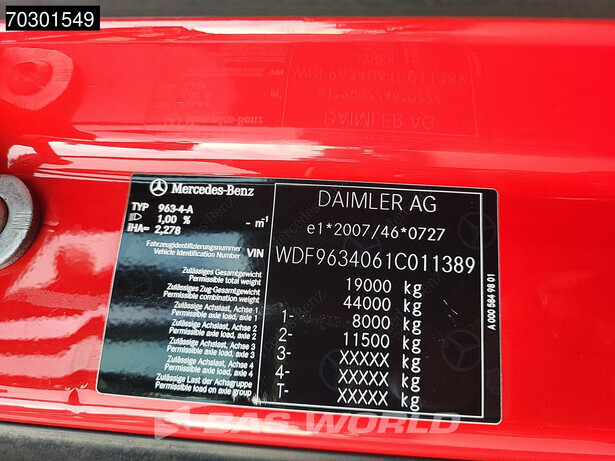 70301549
WDF9634061C011389
e1*2007/46*0727
DAIMLER AG
Mercedes-Benz
TYP 963-4-A
1,00 % - m⁻¹
iHA= 2,278
Fahrzeugidentifizierungsnummer
Vehicle Identification Number VIN
Zulässiges Gesamtgewicht
Permissible total weight
Zulässiges Zug-Gesamtgewicht
Permissible combination weight
Zulässige Achslast, Achse 1
Permissible axle load, axle 1
Zulässige Achslast, Achse 2
Permissible axle load, axle 2
Zulässige Achslast, Achse 3
Permissible axle load, axle 3
Zulässige Achslast, Achse 4
Permissible axle load, axle 4
Zulässige Last der Achsgruppe
Permissible load on axle group
DAIMLER AG
e1*2007/46*0727
WDF9634061C011389
19000 kg
44000 kg
1- 8000 kg
2- 11500 kg
3- XXXXX kg
4- XXXXX kg
T- XXXXX kg
A 000 584 98 01
BAS WORLD